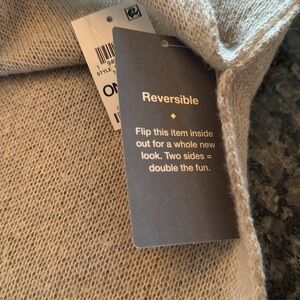 STYLE
ON
Reversible
Flip this item inside
out for a whole new
look. Two sides =
double the fun.